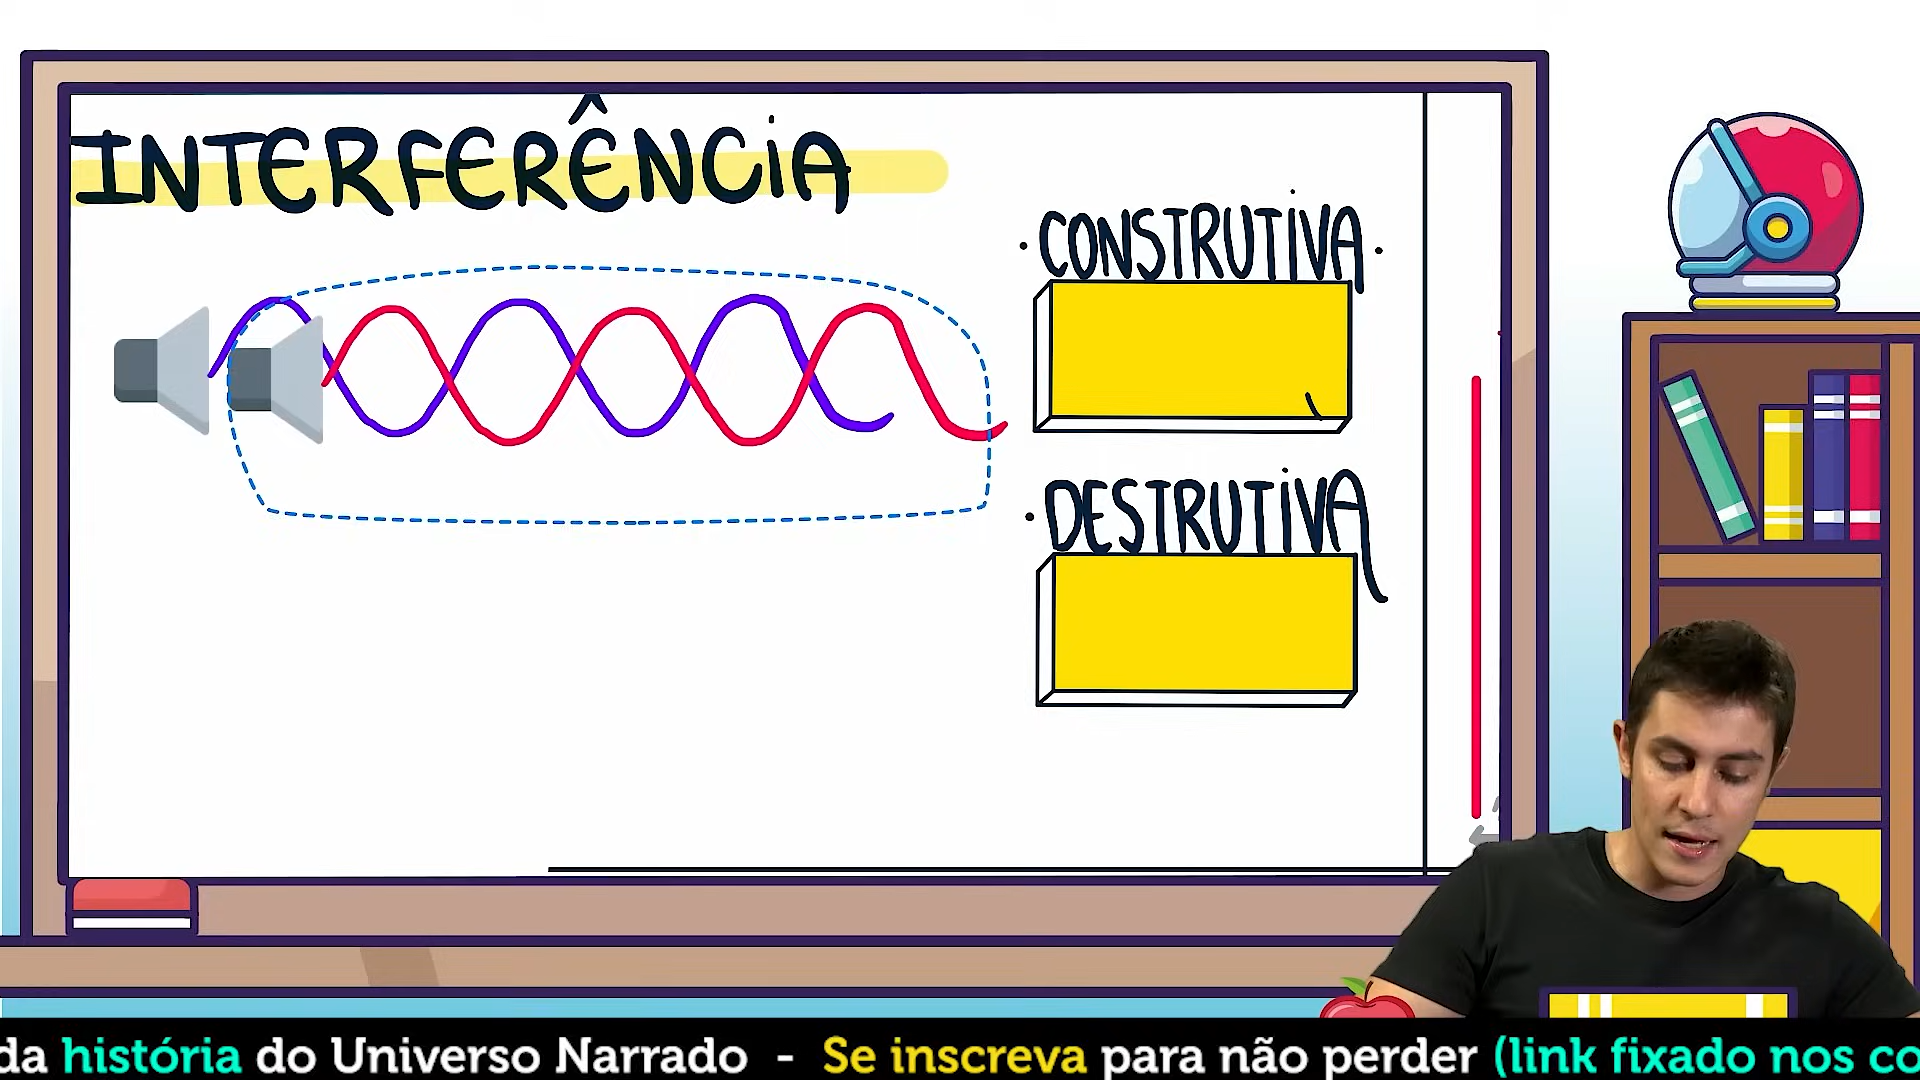 INTERFERÊNCIA
• CONSTRUTIVA •
• DESTRUTIVA
da história do Universo Narrado - Se inscreva para não perder (link fixado nos co